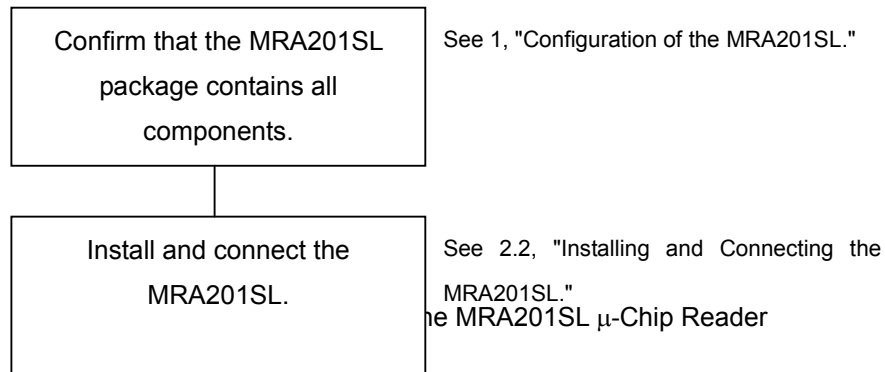 Confirm that the MRA201SL
package contains all
components.
See 1, "Configuration of the MRA201SL."
Install and connect the
MRA201SL.
See 2.2, "Installing and Connecting the
MRA201SL."
MRA201SL μ-Chip Reader